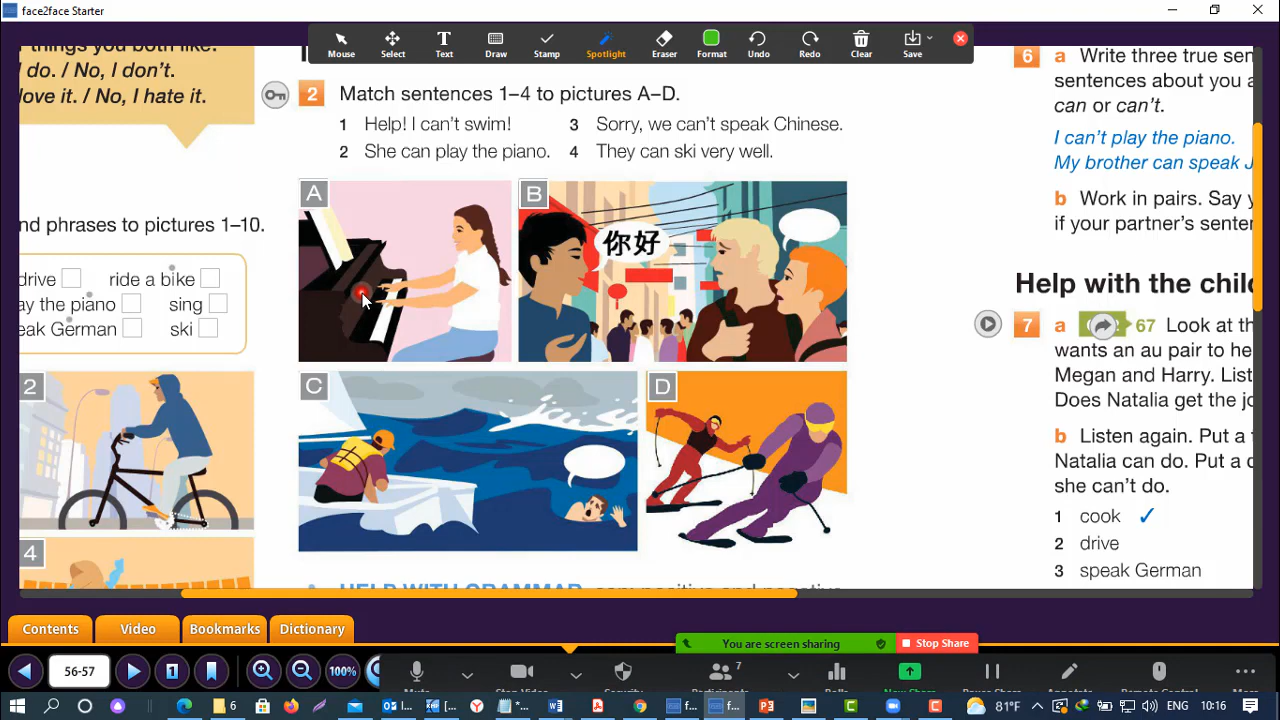 face2face Starter
Mouse Select Text Draw Stamp Spotlight Eraser Format Undo Redo Clear Save
things you both like.
I do. / No, I don't.
love it. / No, I hate it.
nd phrases to pictures 1–10.
drive ride a bike
ay the piano sing
eak German ski
2
4
2 Match sentences 1–4 to pictures A–D.
1 Help! I can't swim!
2 She can play the piano.
3 Sorry, we can't speak Chinese.
4 They can ski very well.
A
B
你好
C
D
HELP WITH GRAMMAR
6 a Write three true sen
sentences about you a
can or can't.
I can't play the piano.
My brother can speak J
b Work in pairs. Say y
if your partner's senten
Help with the child
7 a 67 Look at th
wants an au pair to he
Megan and Harry. List
Does Natalia get the jo
b Listen again. Put a
Natalia can do. Put a c
she can't do.
1 cook ✓
2 drive
3 speak German
Contents Video Bookmarks Dictionary
You are screen sharing Stop Share
56-57 1 100%
7
81°F ENG 10:16
6